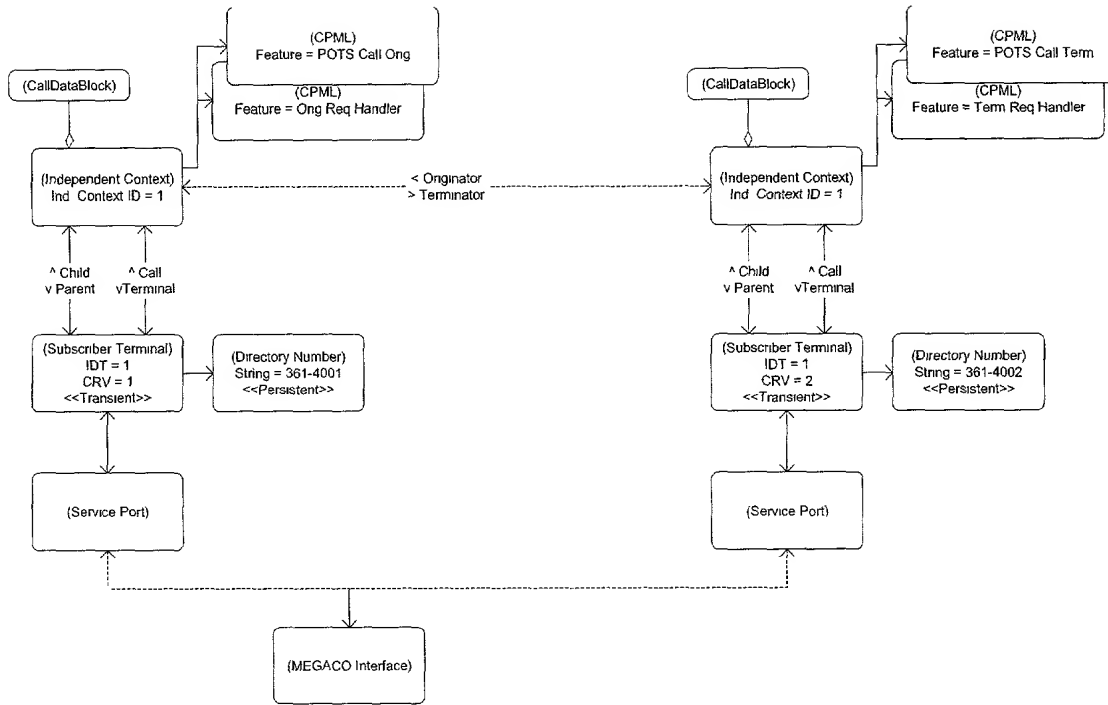 (CPML)
Feature = POTS Call Ong
(CPML)
Feature = Ong Req Handler
(CallDataBlock)
(Independent Context)
Ind Context ID = 1
< Originator
> Terminator
^ Child
v Parent
^ Call
vTerminal
(Subscriber Terminal)
IDT = 1
CRV = 1
<<Transient>>
(Directory Number)
String = 361-4001
<<Persistent>>
(Service Port)
(CPML)
Feature = POTS Call Term
(CPML)
Feature = Term Req Handler
(CallDataBlock)
(Independent Context)
Ind Context ID = 1
^ Child
v Parent
^ Call
vTerminal
(Subscriber Terminal)
IDT = 1
CRV = 2
<<Transient>>
(Directory Number)
String = 361-4002
<<Persistent>>
(Service Port)
(MEGACO Interface)